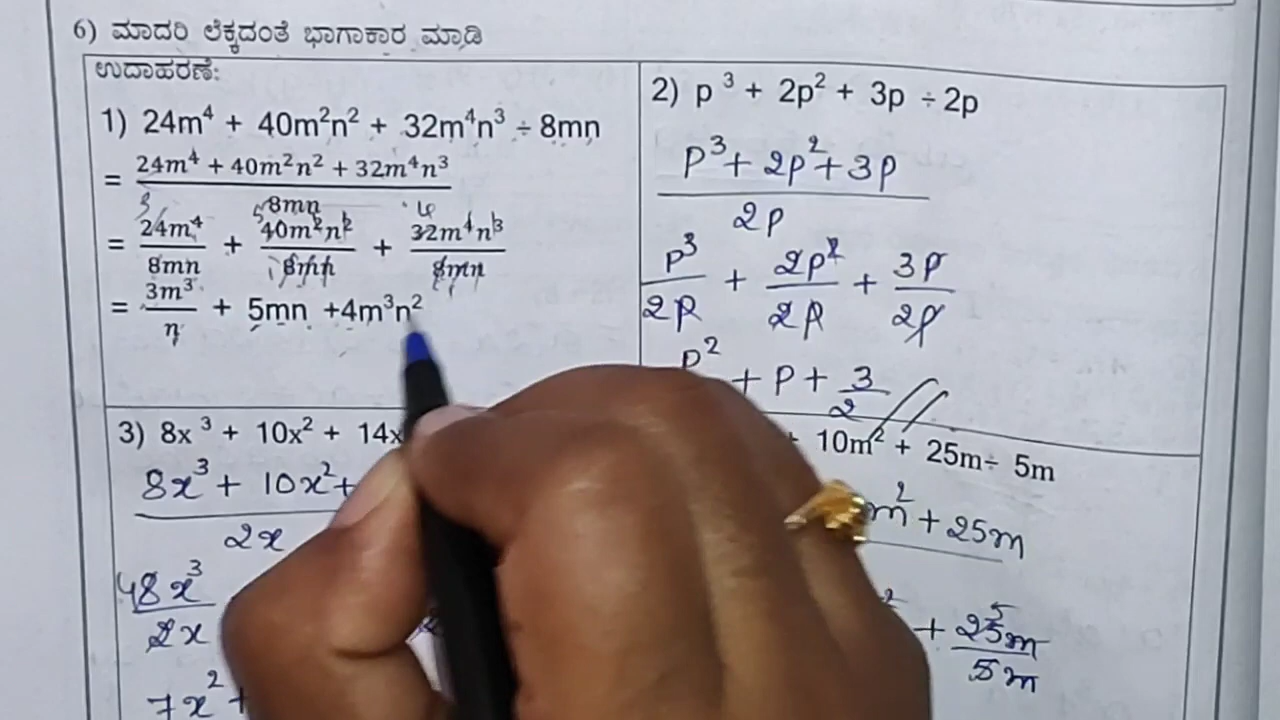 6) ಮಾದರಿ ಲೆಕ್ಕದಂತೆ ಭಾಗಾಕಾರ ಮಾಡಿ
ಉದಾಹರಣೆ:
1) 24m⁴ + 40m²n² + 32m⁴n³ ÷ 8mn
= (24m⁴ + 40m²n² + 32m⁴n³)/8mn
= 24m⁴/8mn + 40m²n²/8mn + 32m⁴n³/8mn
= 3m³/n + 5mn +4m³n²
2) p³ + 2p² + 3p ÷ 2p
(p³ + 2p² + 3p)/2p
p³/2p + 2p²/2p + 3p/2p
p² + p + 3/2
3) 8x³ + 10x² + 14x
8x³ + 10x² +
2x
8x³/2x
7x² +
10m² + 25m÷ 5m
m² + 25m
+ 25m/5m